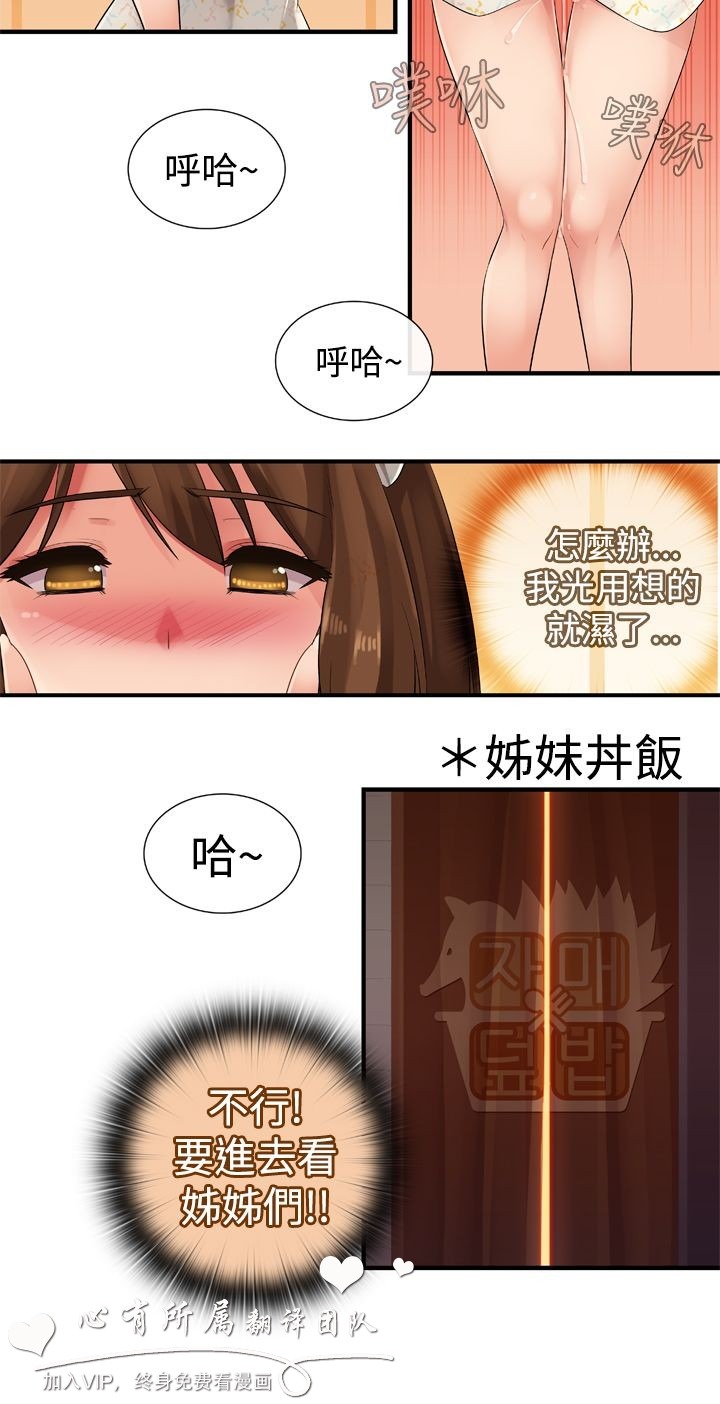 噗咻
噗咻
呼哈~
呼哈~
怎麼辦...
我光用想的
就濕了...
＊姊妹丼飯
哈~
자매
덮밥
不行!
要進去看
姊姊們!!
心有所属翻译团队
加入VIP，终身免费看漫画